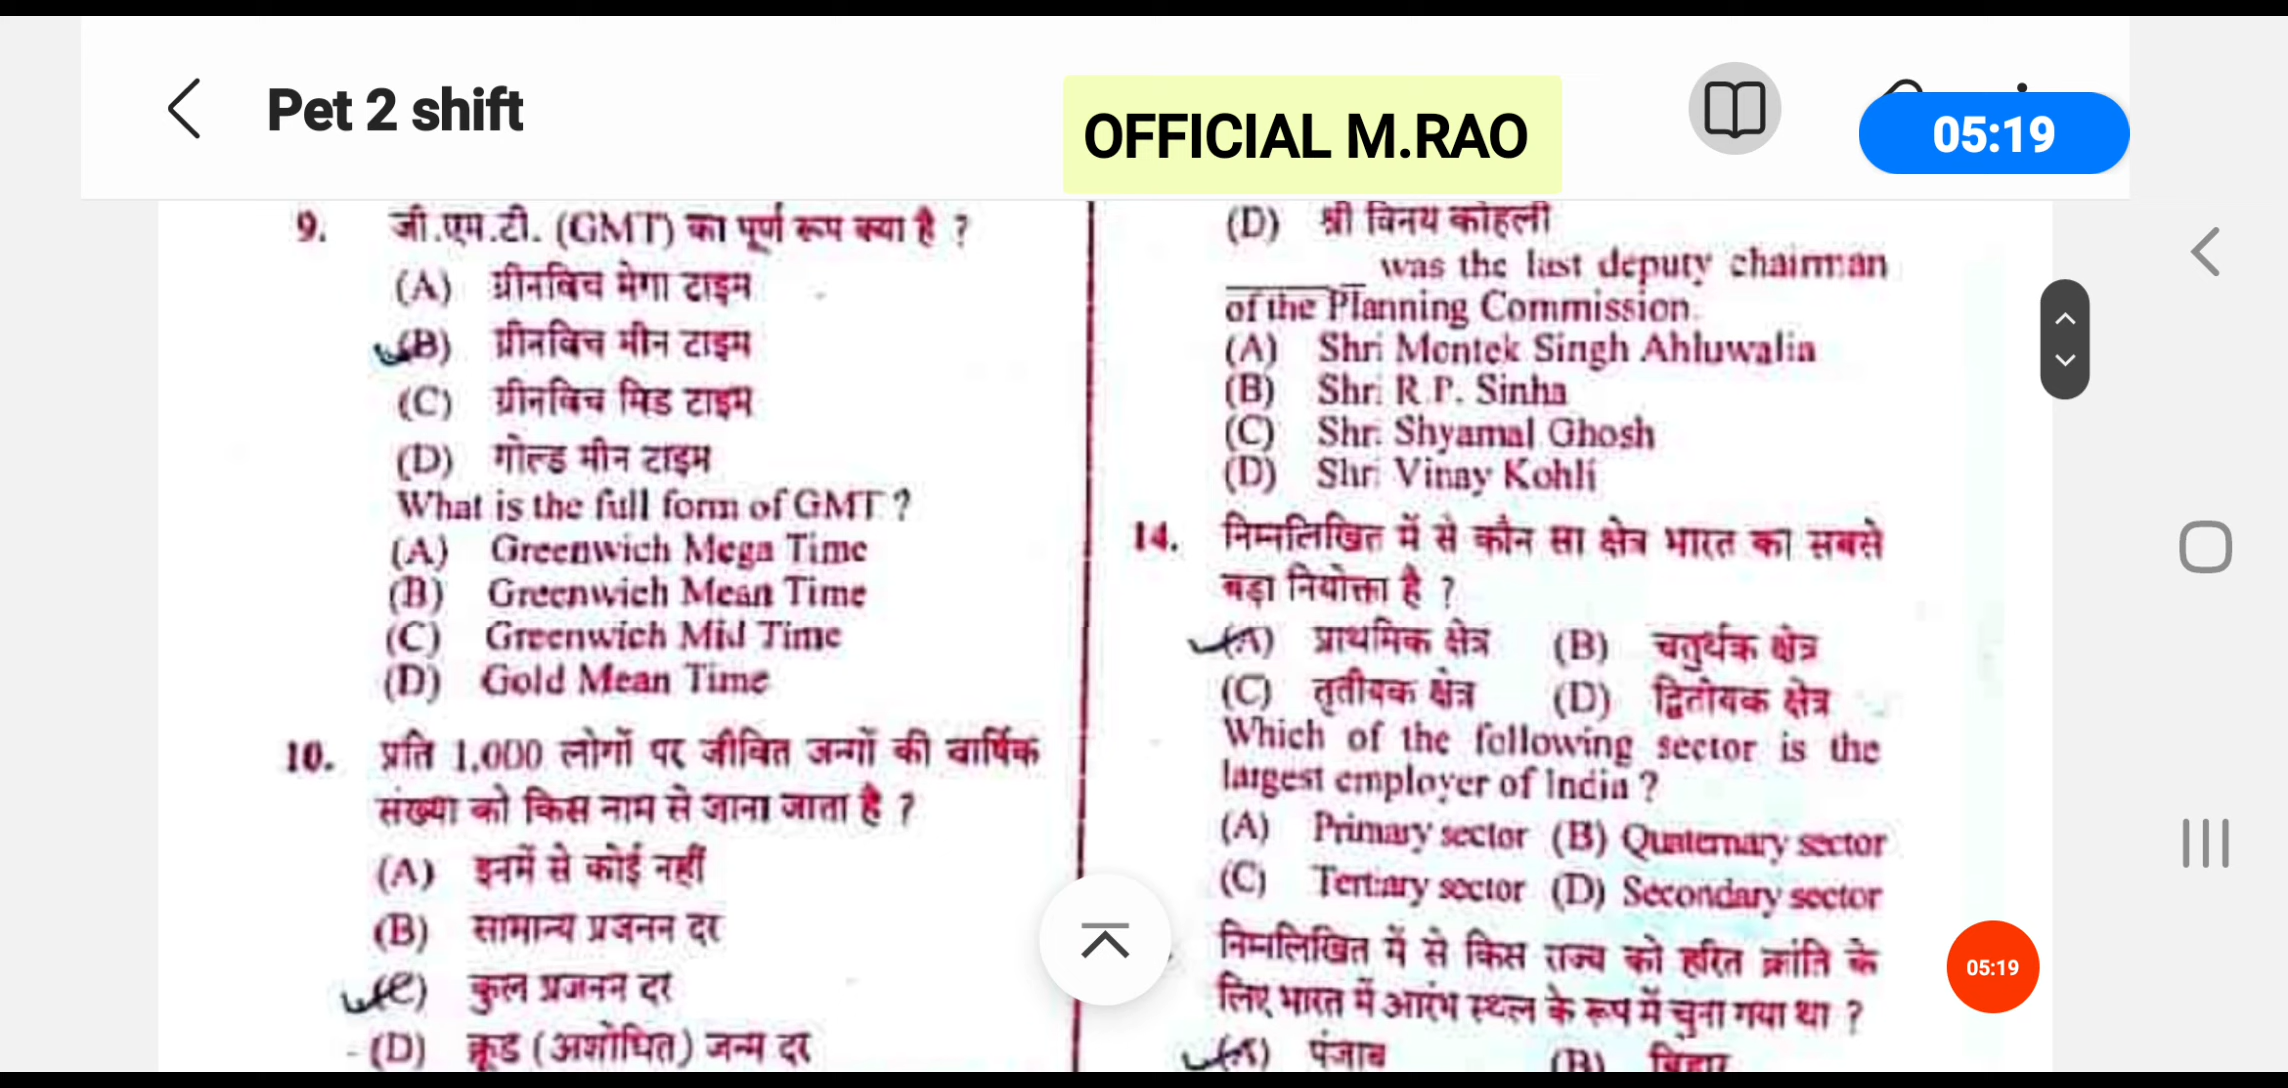 Pet 2 shift
OFFICIAL M.RAO
05:19
9. जी.एम.टी. (GMT) का पूर्ण रूप क्या है ?
(A) ग्रीनविच मेगा टाइम
(B) ग्रीनविच मीन टाइम
(C) ग्रीनविच मिड टाइम
(D) गोल्ड मीन टाइम
What is the full form of GMT ?
(A) Greenwich Mega Time
(B) Greenwich Mean Time
(C) Greenwich Mid Time
(D) Gold Mean Time
10. प्रति 1,000 लोगों पर जीवित जन्मों की वार्षिक
संख्या को किस नाम से जाना जाता है ?
(A) इनमें से कोई नहीं
(B) सामान्य प्रजनन दर
(C) कुल प्रजनन दर
(D) क्रूड (अशोधित) जन्म दर
(D) श्री विनय कोहली
was the last deputy chairman
of the Planning Commission.
(A) Shri Montek Singh Ahluwalia
(B) Shri R.P. Sinha
(C) Shri Shyamal Ghosh
(D) Shri Vinay Kohli
14. निम्नलिखित में से कौन सा क्षेत्र भारत का सबसे
बड़ा नियोक्ता है ?
(A) प्राथमिक क्षेत्र (B) चतुर्थक क्षेत्र
(C) तृतीयक क्षेत्र (D) द्वितीयक क्षेत्र
Which of the following sector is the
largest employer of India ?
(A) Primary sector (B) Quaternary sector
(C) Tertiary sector (D) Secondary sector
निम्नलिखित में से किस राज्य को हरित क्रांति के
लिए भारत में आरंभ स्थल के रूप में चुना गया था ?
(A) पंजाब (B) बिहार
05:19